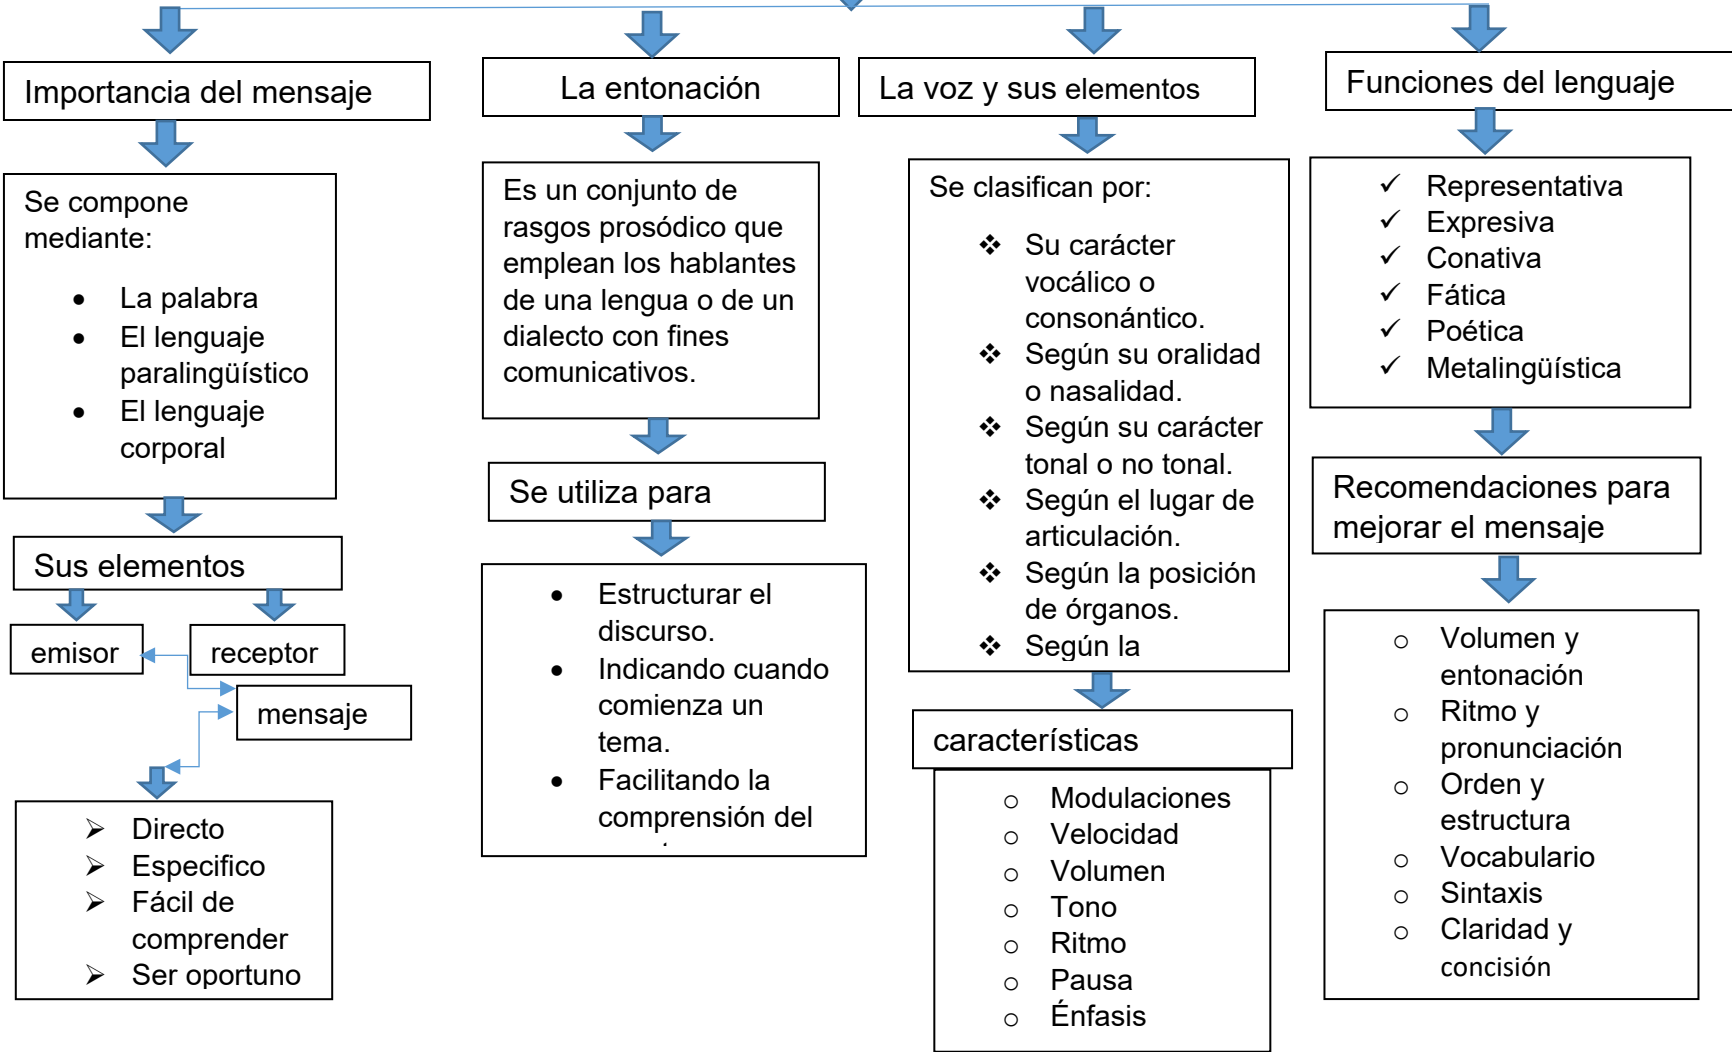 Importancia del mensaje
Se compone
mediante:
La palabra
El lenguaje
paralingüístico
El lenguaje
corporal
Sus elementos
emisor
receptor
mensaje
Directo
Especifico
Fácil de
comprender
Ser oportuno
La entonación
Es un conjunto de
rasgos prosódico que
emplean los hablantes
de una lengua o de un
dialecto con fines
comunicativos.
Se utiliza para
Estructurar el
discurso.
Indicando cuando
comienza un
tema.
Facilitando la
comprensión del
La voz y sus elementos
Se clasifican por:
Su carácter
vocálico o
consonántico.
Según su oralidad
o nasalidad.
Según su carácter
tonal o no tonal.
Según el lugar de
articulación.
Según la posición
de órganos.
Según la
características
Modulaciones
Velocidad
Volumen
Tono
Ritmo
Pausa
Énfasis
Funciones del lenguaje
Representativa
Expresiva
Conativa
Fática
Poética
Metalingüística
Recomendaciones para
mejorar el mensaje
Volumen y
entonación
Ritmo y
pronunciación
Orden y
estructura
Vocabulario
Sintaxis
Claridad y
concisión